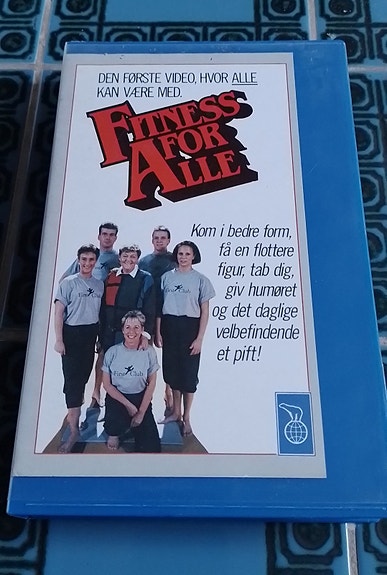 DEN FØRSTE VIDEO, HVOR ALLE
KAN VÆRE MED.
FITNESS
FOR
ALLE
Kom i bedre form,
få en flottere
figur, tab dig,
giv humøret
og det daglige
velbefindende
et pift!